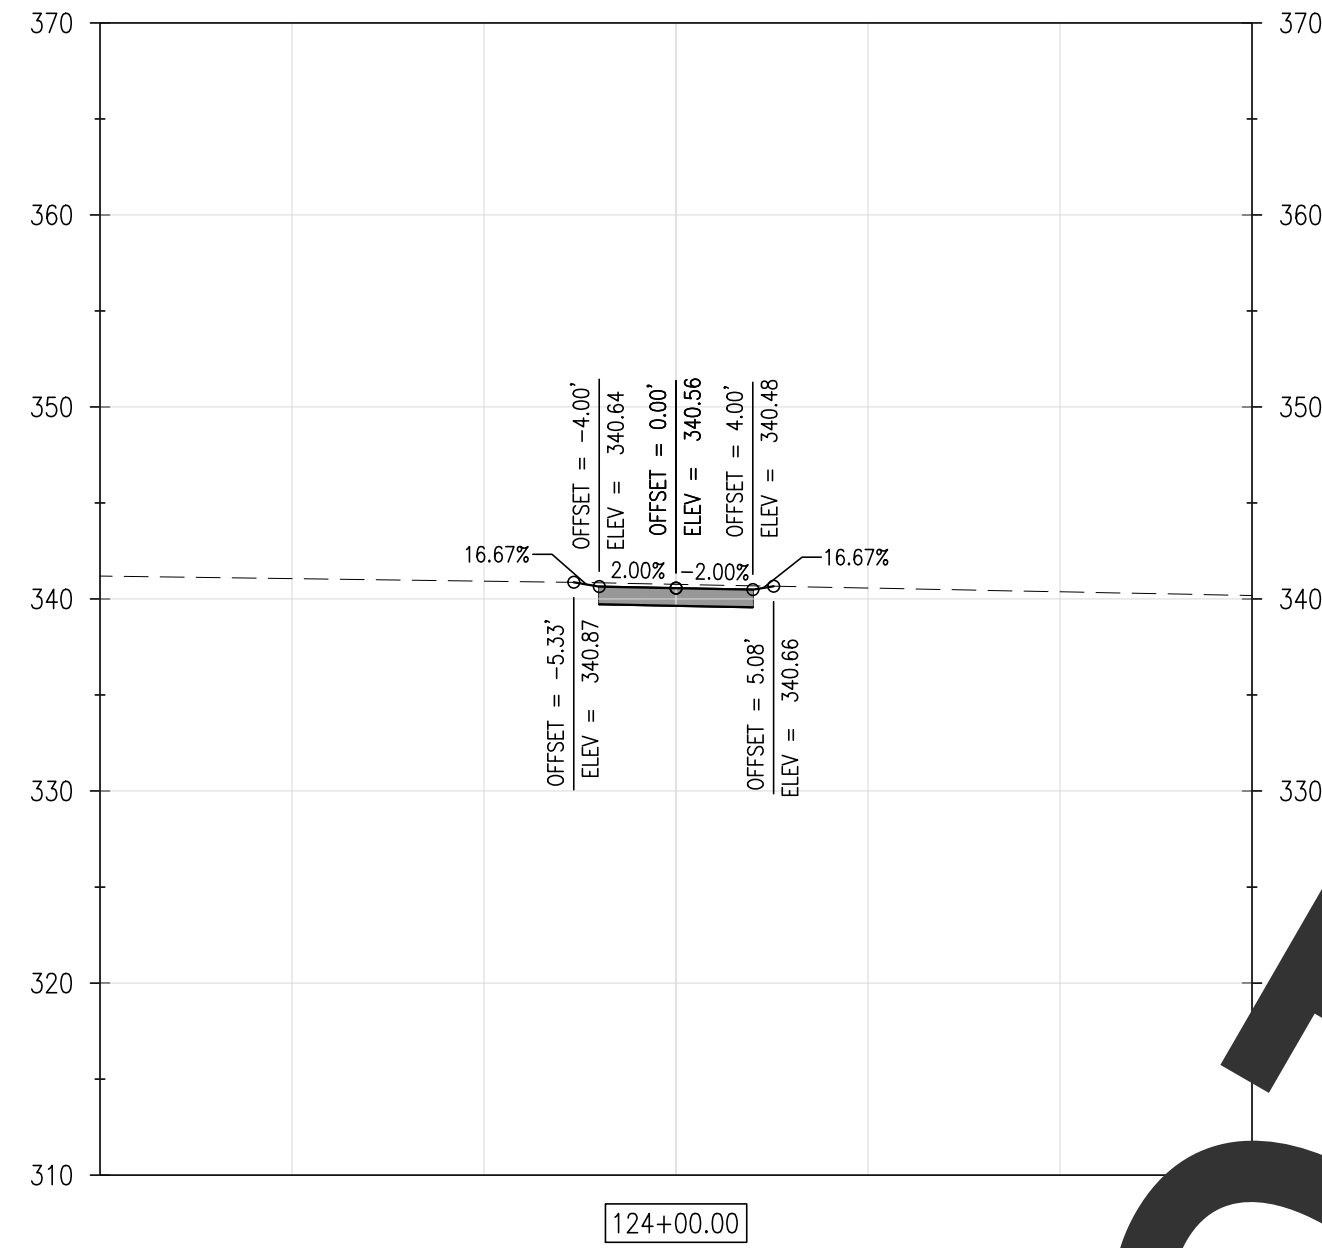 370
370
360
360
350
350
OFFSET = -4.00'
ELEV = 340.64
OFFSET = 0.00'
ELEV = 340.56
OFFSET = 4.00'
ELEV = 340.48
16.67%
2.00%
-2.00%
16.67%
340
340
OFFSET = -5.33'
ELEV = 340.87
OFFSET = 5.08'
ELEV = 340.66
330
330
320
310
124+00.00